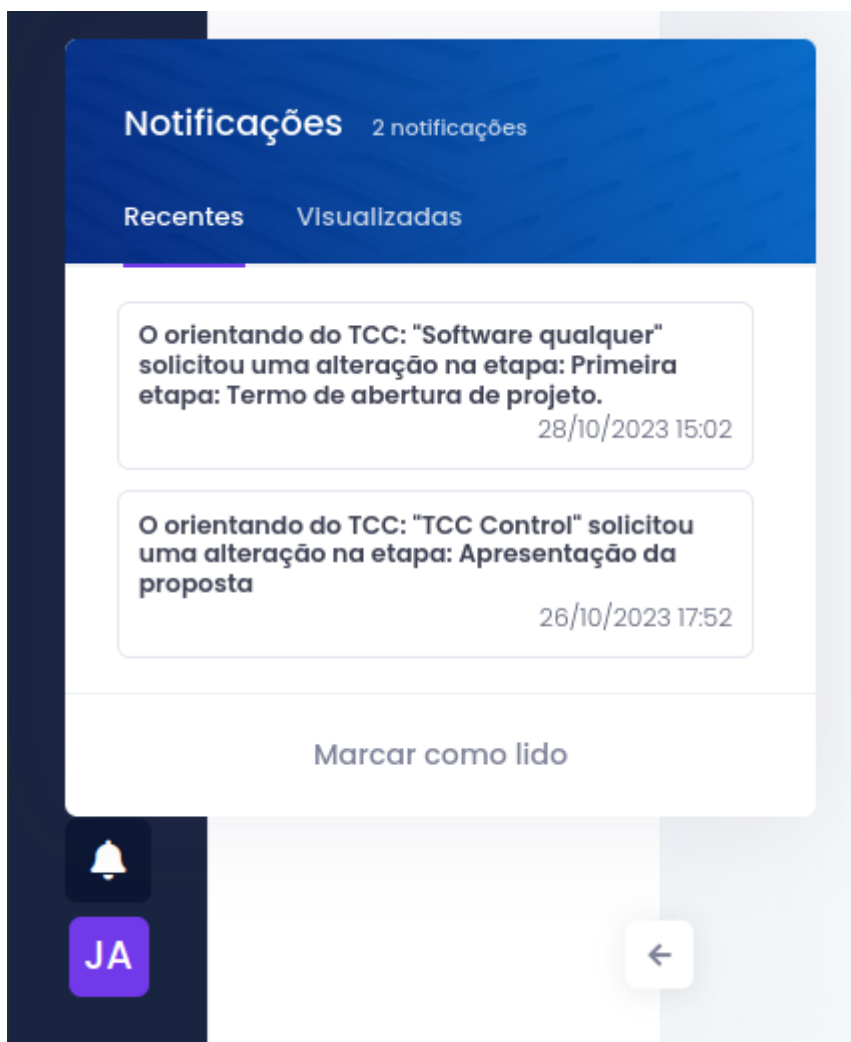 Notificações 2 notificações
Recentes Visualizadas
O orientando do TCC: "Software qualquer"
solicitou uma alteração na etapa: Primeira
etapa: Termo de abertura de projeto.
28/10/2023 15:02
O orientando do TCC: "TCC Control" solicitou
uma alteração na etapa: Apresentação da
proposta
26/10/2023 17:52
Marcar como lido
JA